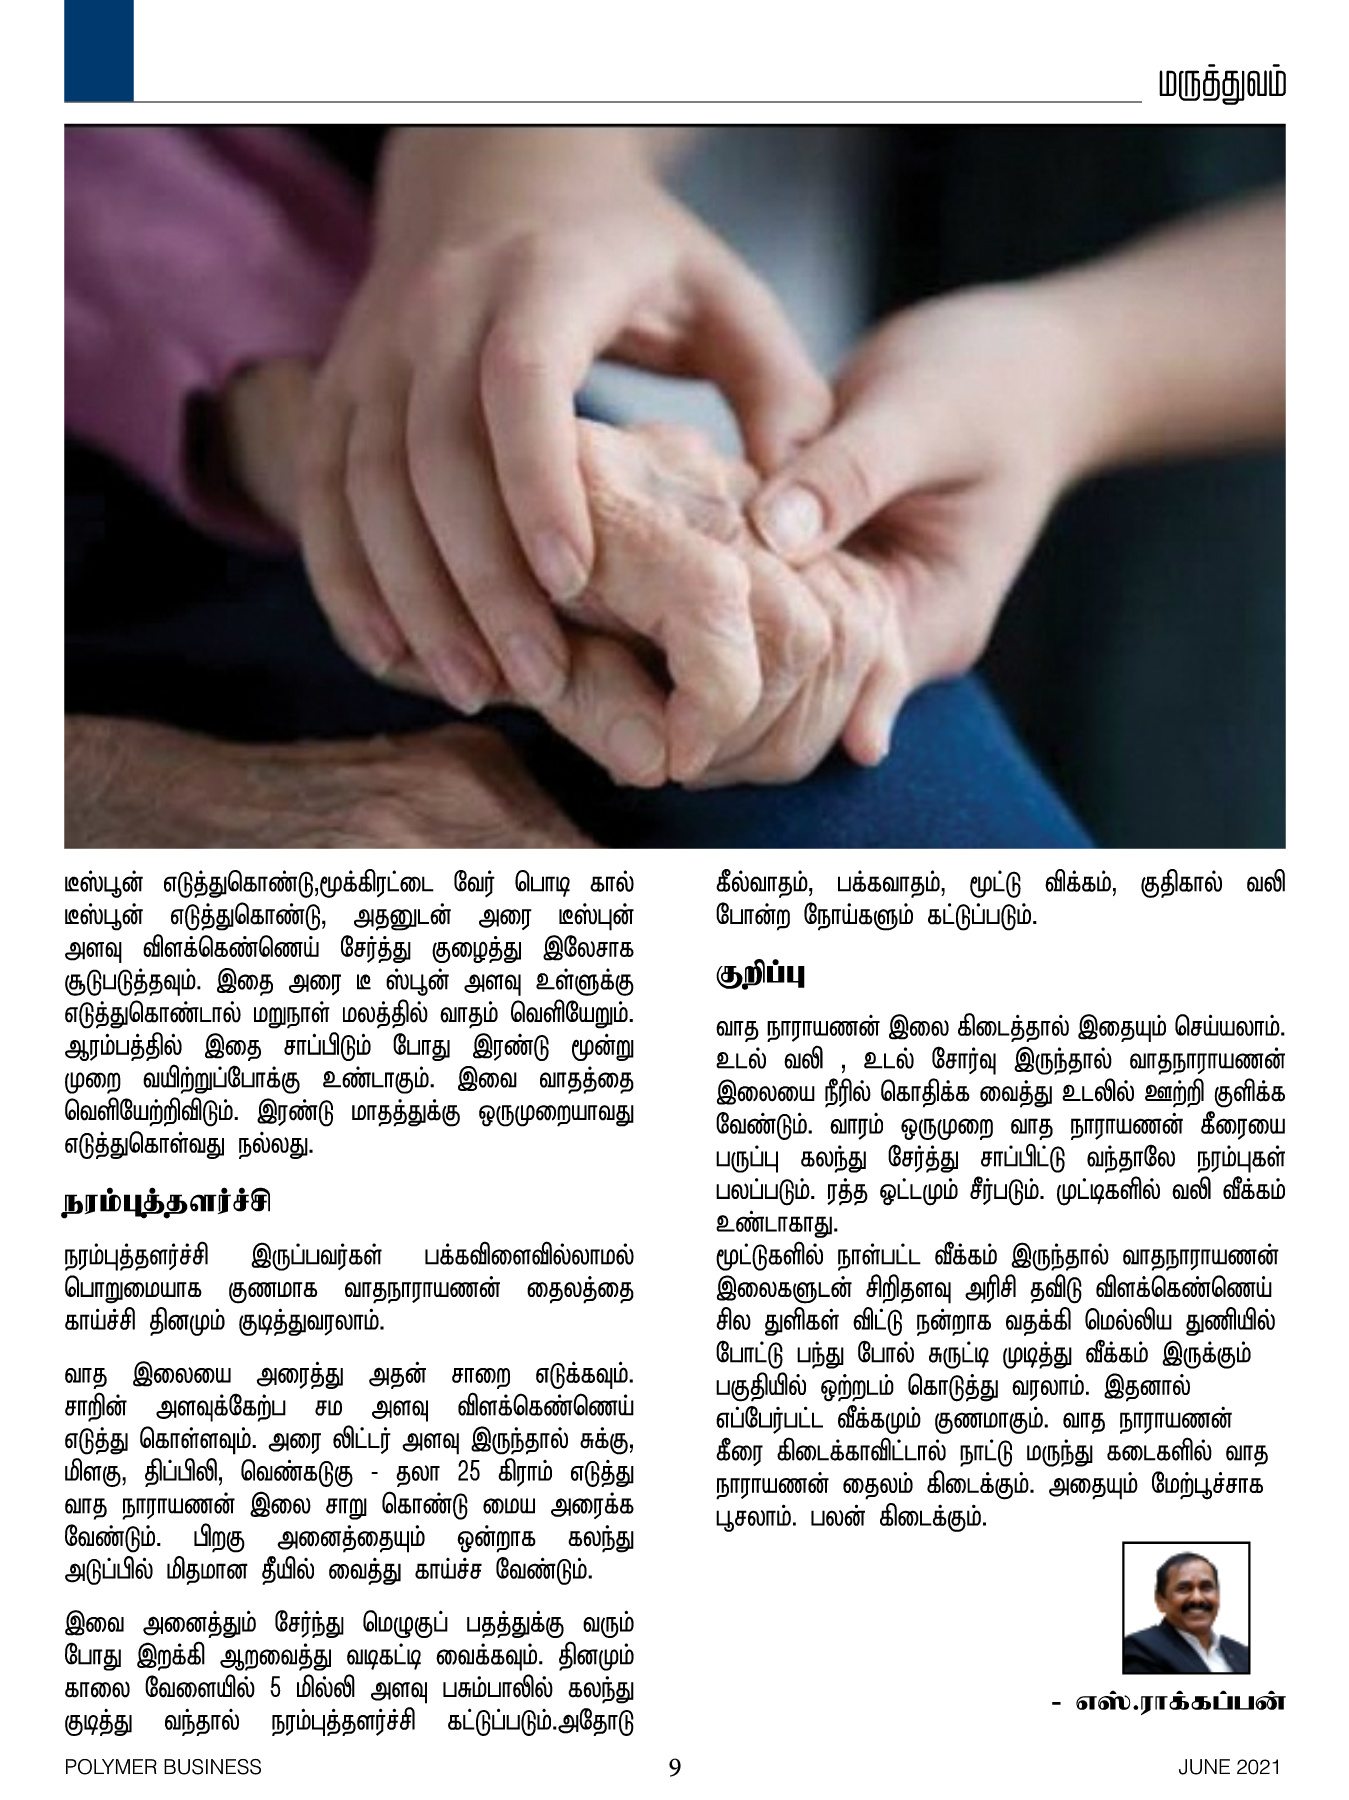 மருத்துவம்
டீஸ்பூன் எடுத்துகொண்டு,மூக்கிரட்டை வேர் பொடி கால்
டீஸ்பூன் எடுத்துகொண்டு, அதனுடன் அரை டீஸ்புன்
அளவு விளக்கெண்ணெய் சேர்த்து குழைத்து இலேசாக
சூடுபடுத்தவும். இதை அரை டீ ஸ்பூன் அளவு உள்ளுக்கு
எடுத்துகொண்டால் மறுநாள் மலத்தில் வாதம் வெளியேறும்.
ஆரம்பத்தில் இதை சாப்பிடும் போது இரண்டு மூன்று
முறை வயிற்றுப்போக்கு உண்டாகும். இவை வாதத்தை
வெளியேற்றிவிடும். இரண்டு மாதத்துக்கு ஒருமுறையாவது
எடுத்துகொள்வது நல்லது.
நரம்புத்தளர்ச்சி
நரம்புத்தளர்ச்சி இருப்பவர்கள் பக்கவிளைவில்லாமல்
பொறுமையாக குணமாக வாதநாராயணன் தைலத்தை
காய்ச்சி தினமும் குடித்துவரலாம்.
வாத இலையை அரைத்து அதன் சாறை எடுக்கவும்.
சாறின் அளவுக்கேற்ப சம அளவு விளக்கெண்ணெய்
எடுத்து கொள்ளவும். அரை லிட்டர் அளவு இருந்தால் சுக்கு,
மிளகு, திப்பிலி, வெண்கடுகு - தலா 25 கிராம் எடுத்து
வாத நாராயணன் இலை சாறு கொண்டு மைய அரைக்க
வேண்டும். பிறகு அனைத்தையும் ஒன்றாக கலந்து
அடுப்பில் மிதமான தீயில் வைத்து காய்ச்ச வேண்டும்.
இவை அனைத்தும் சேர்ந்து மெழுகுப் பதத்துக்கு வரும்
போது இறக்கி ஆறவைத்து வடிகட்டி வைக்கவும். தினமும்
காலை வேளையில் 5 மில்லி அளவு பசும்பாலில் கலந்து
குடித்து வந்தால் நரம்புத்தளர்ச்சி கட்டுப்படும்.அதோடு
கீல்வாதம், பக்கவாதம், மூட்டு விக்கம், குதிகால் வலி
போன்ற நோய்களும் கட்டுப்படும்.
குறிப்பு
வாத நாராயணன் இலை கிடைத்தால் இதையும் செய்யலாம்.
உடல் வலி , உடல் சோர்வு இருந்தால் வாதநாராயணன்
இலையை நீரில் கொதிக்க வைத்து உடலில் ஊற்றி குளிக்க
வேண்டும். வாரம் ஒருமுறை வாத நாராயணன் கீரையை
பருப்பு கலந்து சேர்த்து சாப்பிட்டு வந்தாலே நரம்புகள்
பலப்படும். ரத்த ஒட்டமும் சீர்படும். முட்டிகளில் வலி வீக்கம்
உண்டாகாது.
மூட்டுகளில் நாள்பட்ட வீக்கம் இருந்தால் வாதநாராயணன்
இலைகளுடன் சிறிதளவு அரிசி தவிடு விளக்கெண்ணெய்
சில துளிகள் விட்டு நன்றாக வதக்கி மெல்லிய துணியில்
போட்டு பந்து போல் சுருட்டி முடித்து வீக்கம் இருக்கும்
பகுதியில் ஒற்றடம் கொடுத்து வரலாம். இதனால்
எப்பேர்பட்ட வீக்கமும் குணமாகும். வாத நாராயணன்
கீரை கிடைக்காவிட்டால் நாட்டு மருந்து கடைகளில் வாத
நாராயணன் தைலம் கிடைக்கும். அதையும் மேற்பூச்சாக
பூசலாம். பலன் கிடைக்கும்.
- எஸ்.ராக்கப்பன்
POLYMER BUSINESS
9
JUNE 2021